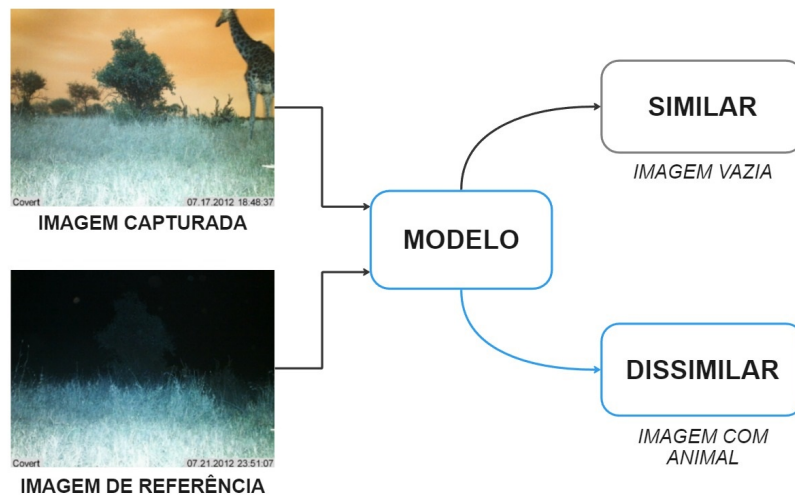 Covert 07.17.2012 18:48:37
IMAGEM CAPTURADA
Covert 07.21.2012 23:51:07
IMAGEM DE REFERÊNCIA
MODELO
SIMILAR
IMAGEM VAZIA
DISSIMILAR
IMAGEM COM
ANIMAL